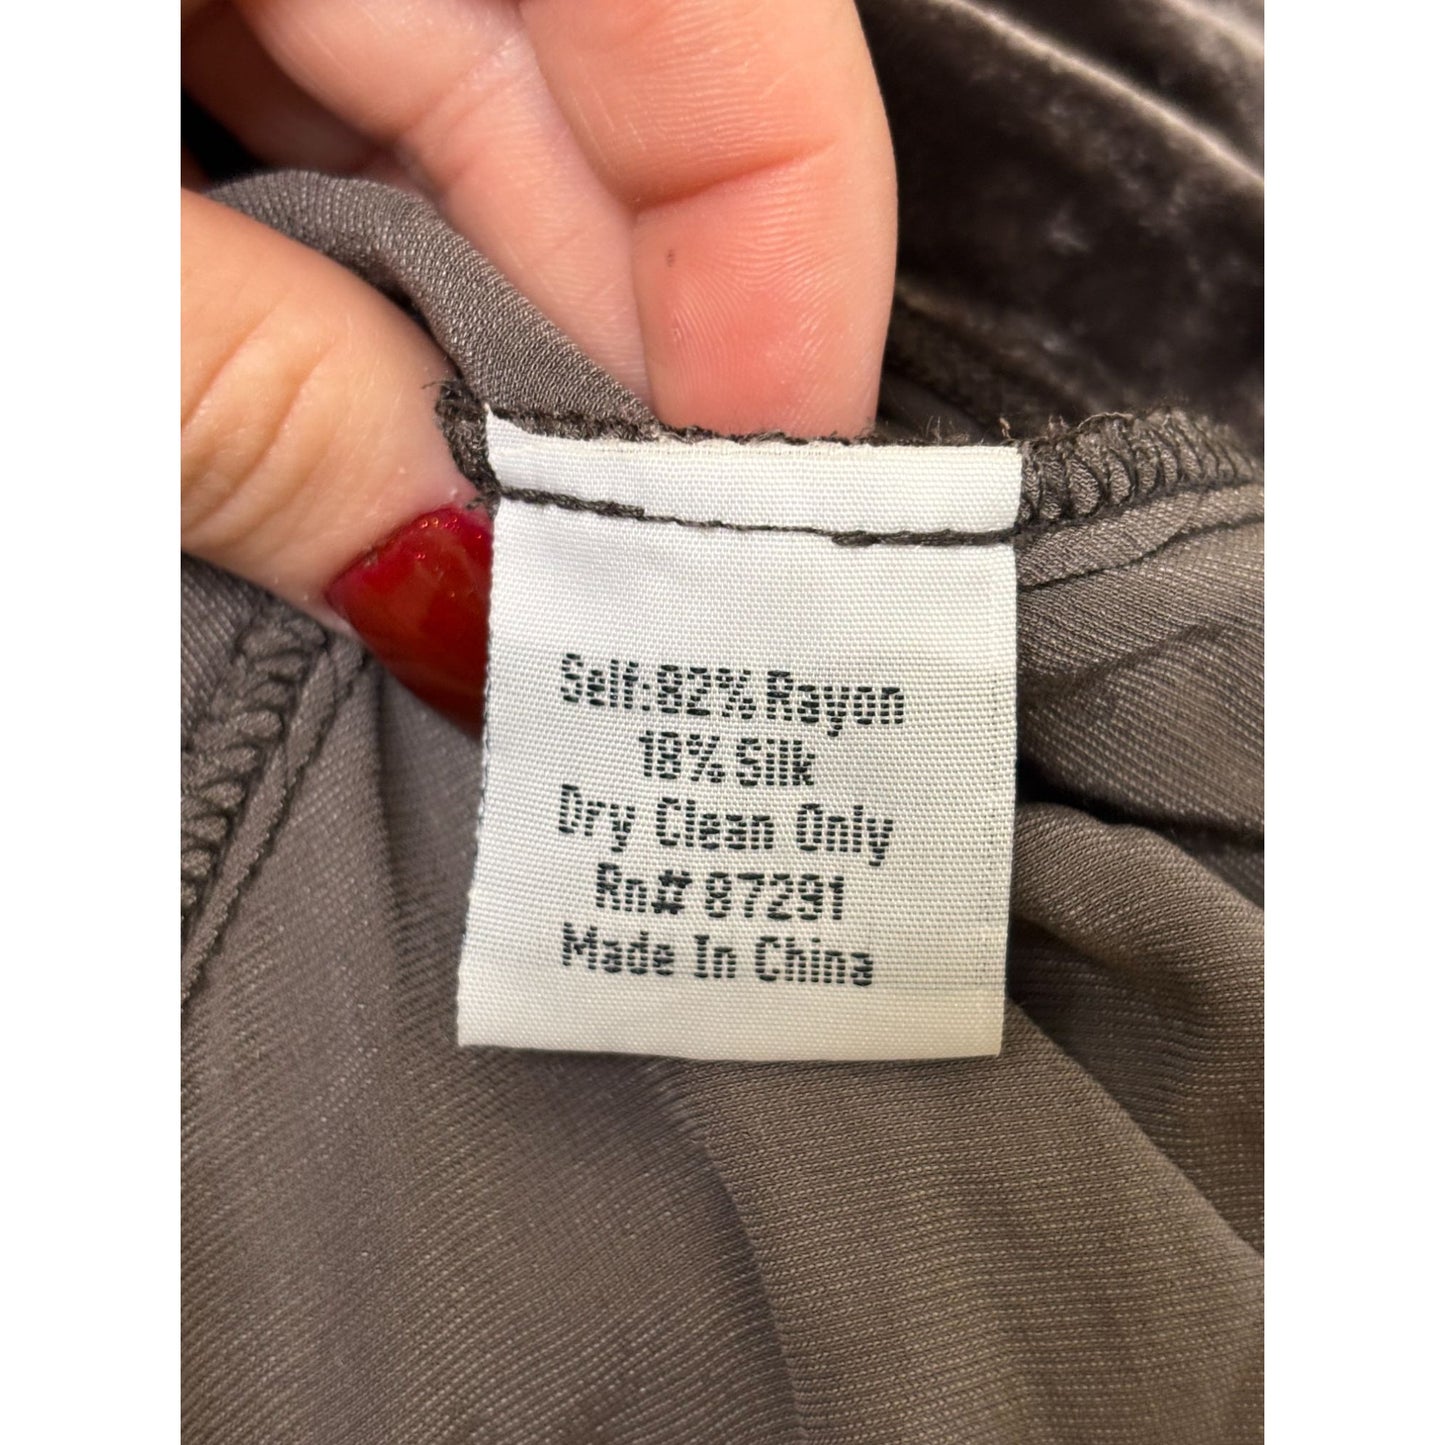 Self:82% Rayon
18% Silk
Dry Clean Only
Rn# 87291
Made In China